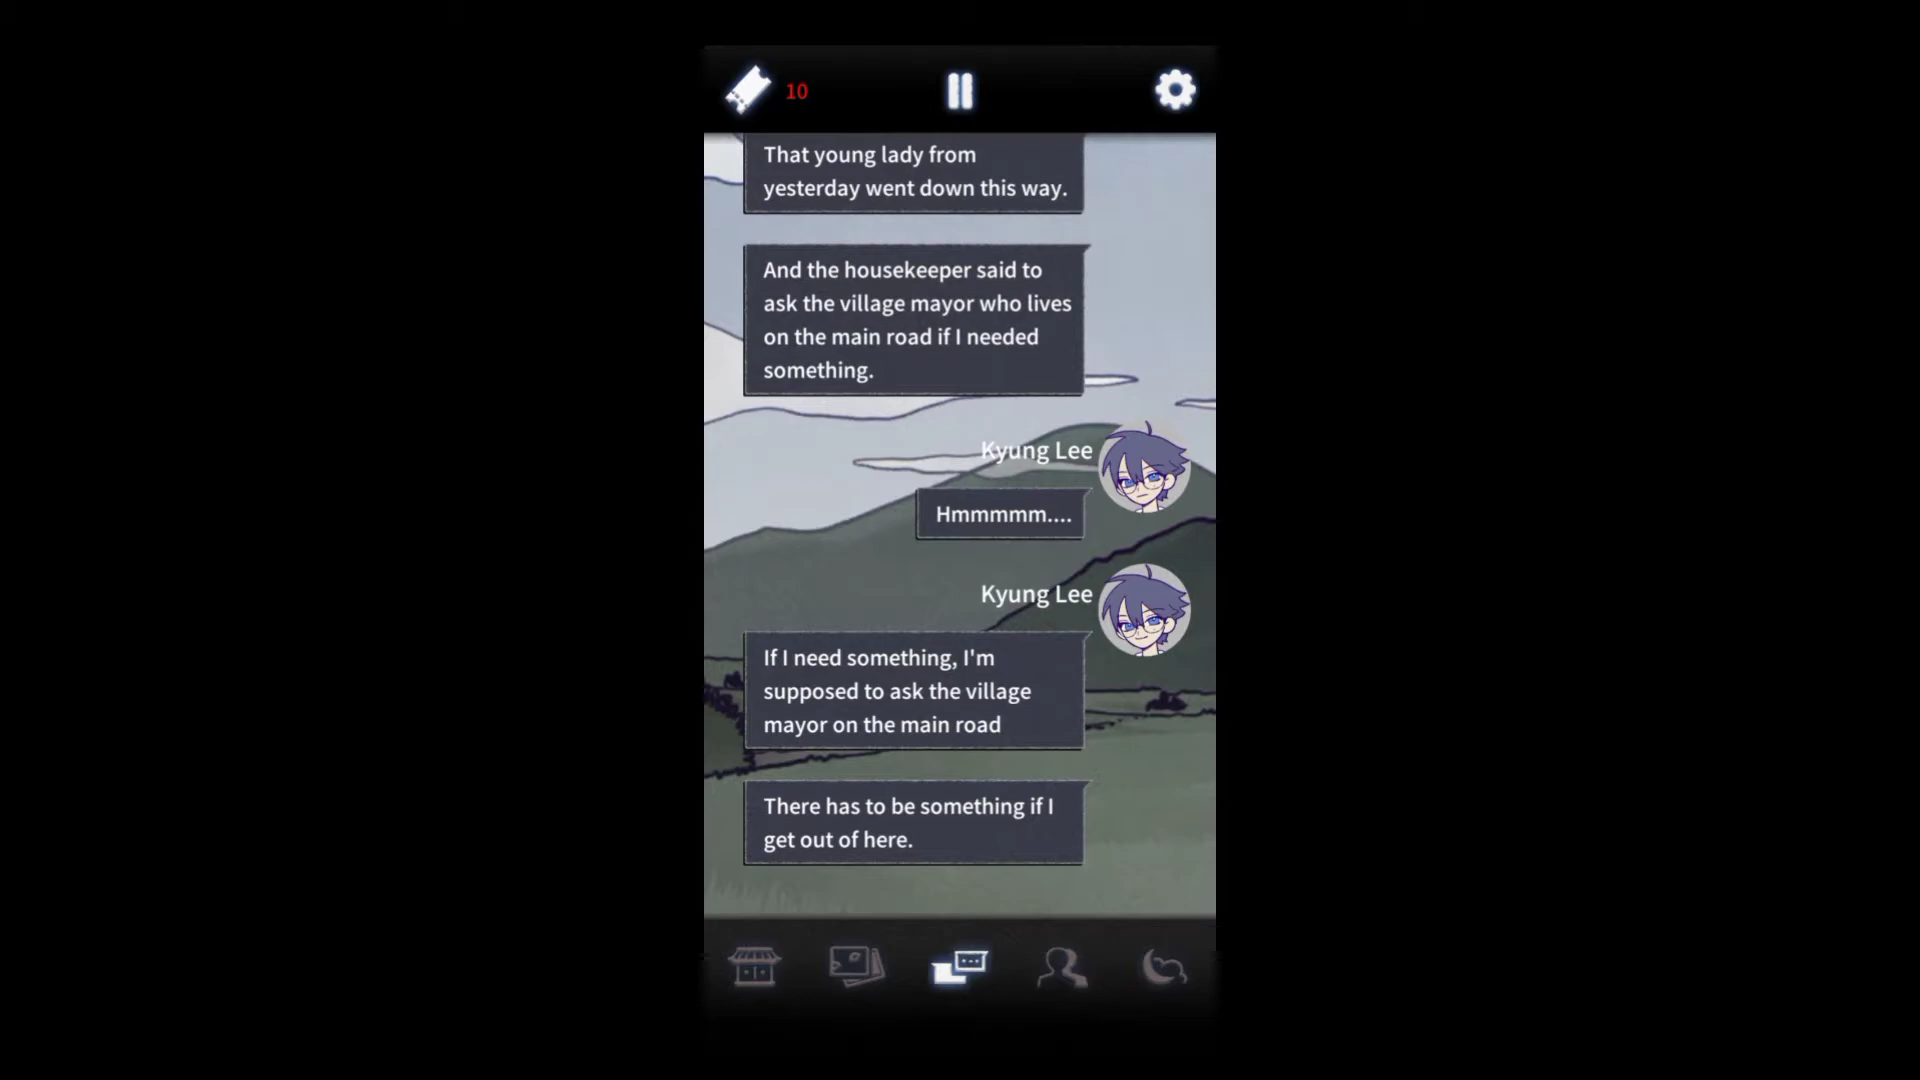 10
That young lady from
yesterday went down this way.
And the housekeeper said to
ask the village mayor who lives
on the main road if I needed
something.
Kyung Lee
Hmmmmm....
Kyung Lee
If I need something, I'm
supposed to ask the village
mayor on the main road
There has to be something if I
get out of here.